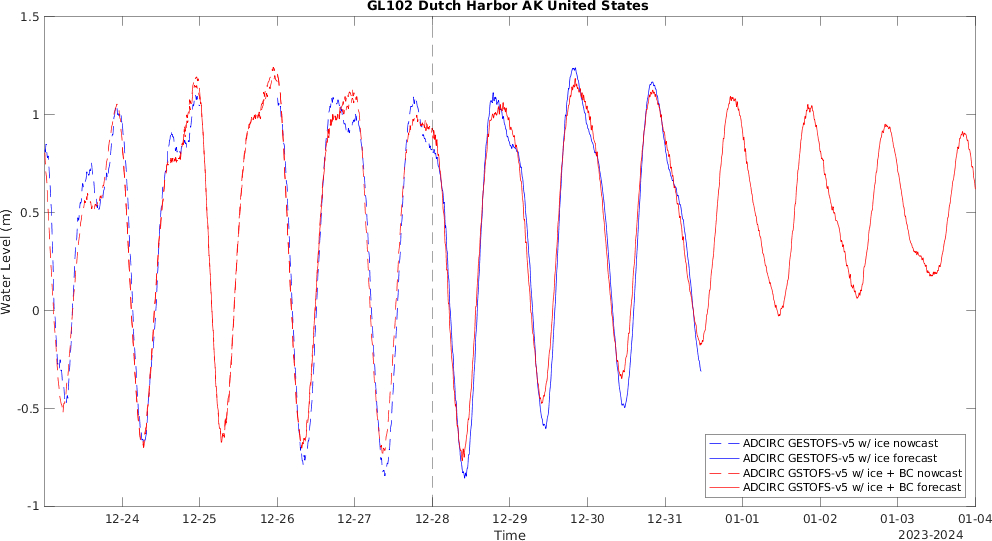 GL102 Dutch Harbor AK United States
1.5
1
0.5
0
-0.5
-1
Water Level (m)
12-24
12-25
12-26
12-27
12-28
12-29
12-30
12-31
01-01
01-02
01-03
01-04
Time
2023-2024
ADCIRC GESTOFS-v5 w/ ice nowcast
ADCIRC GESTOFS-v5 w/ ice forecast
ADCIRC GSTOFS-v5 w/ ice + BC nowcast
ADCIRC GSTOFS-v5 w/ ice + BC forecast